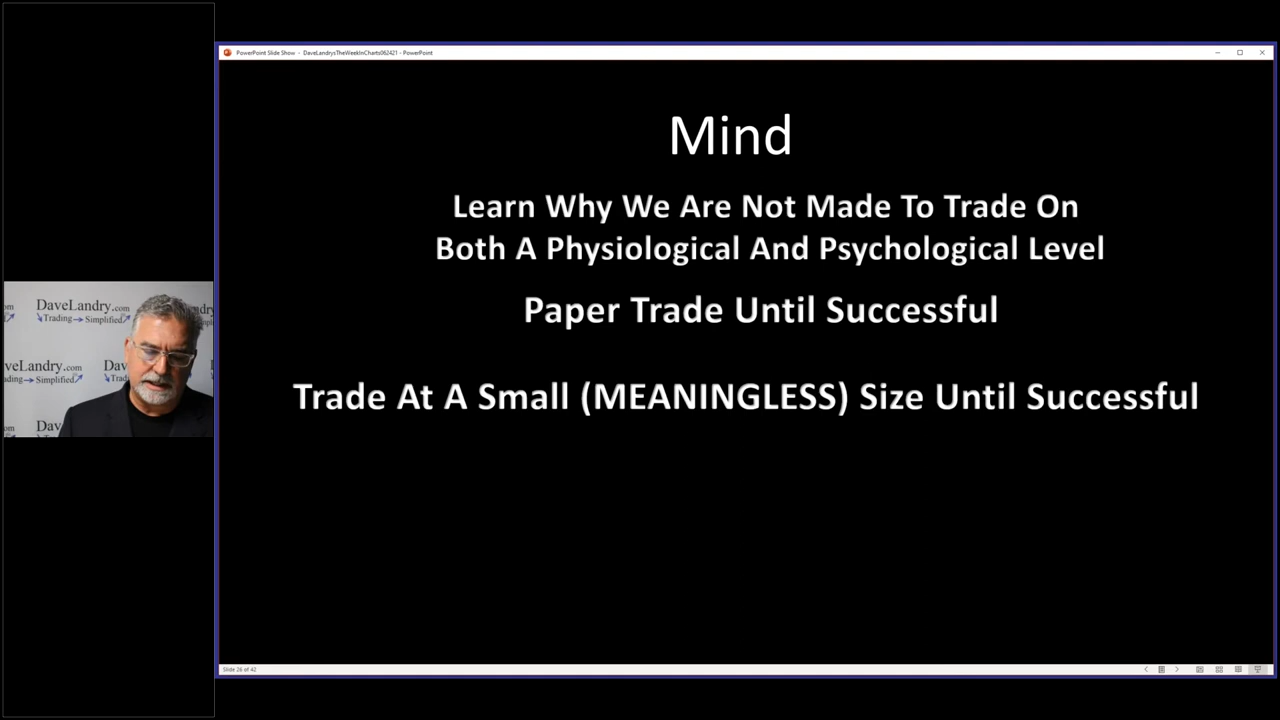 PowerPoint Slide Show - DaveLandrysTheWeekInCharts062421 - PowerPoint
Mind
Learn Why We Are Not Made To Trade On
Both A Physiological And Psychological Level
Paper Trade Until Successful
Trade At A Small (MEANINGLESS) Size Until Successful
DaveLandry.com
Trading Simplified
veLandry.com
ading Simplified
Slide 26 of 42